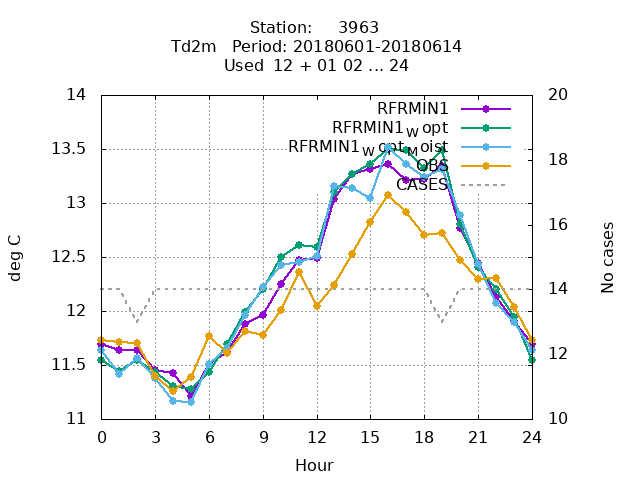 Station: 3963
Td2m Period: 20180601-20180614
Used 12 + 01 02 ... 24
14
13.5
13
12.5
12
11.5
11
20
18
16
14
12
10
deg C
No cases
RFRMIN1
RFRMIN1Wopt
RFRMIN1WoptMoist
OBS
CASES
0 3 6 9 12 15 18 21 24
Hour